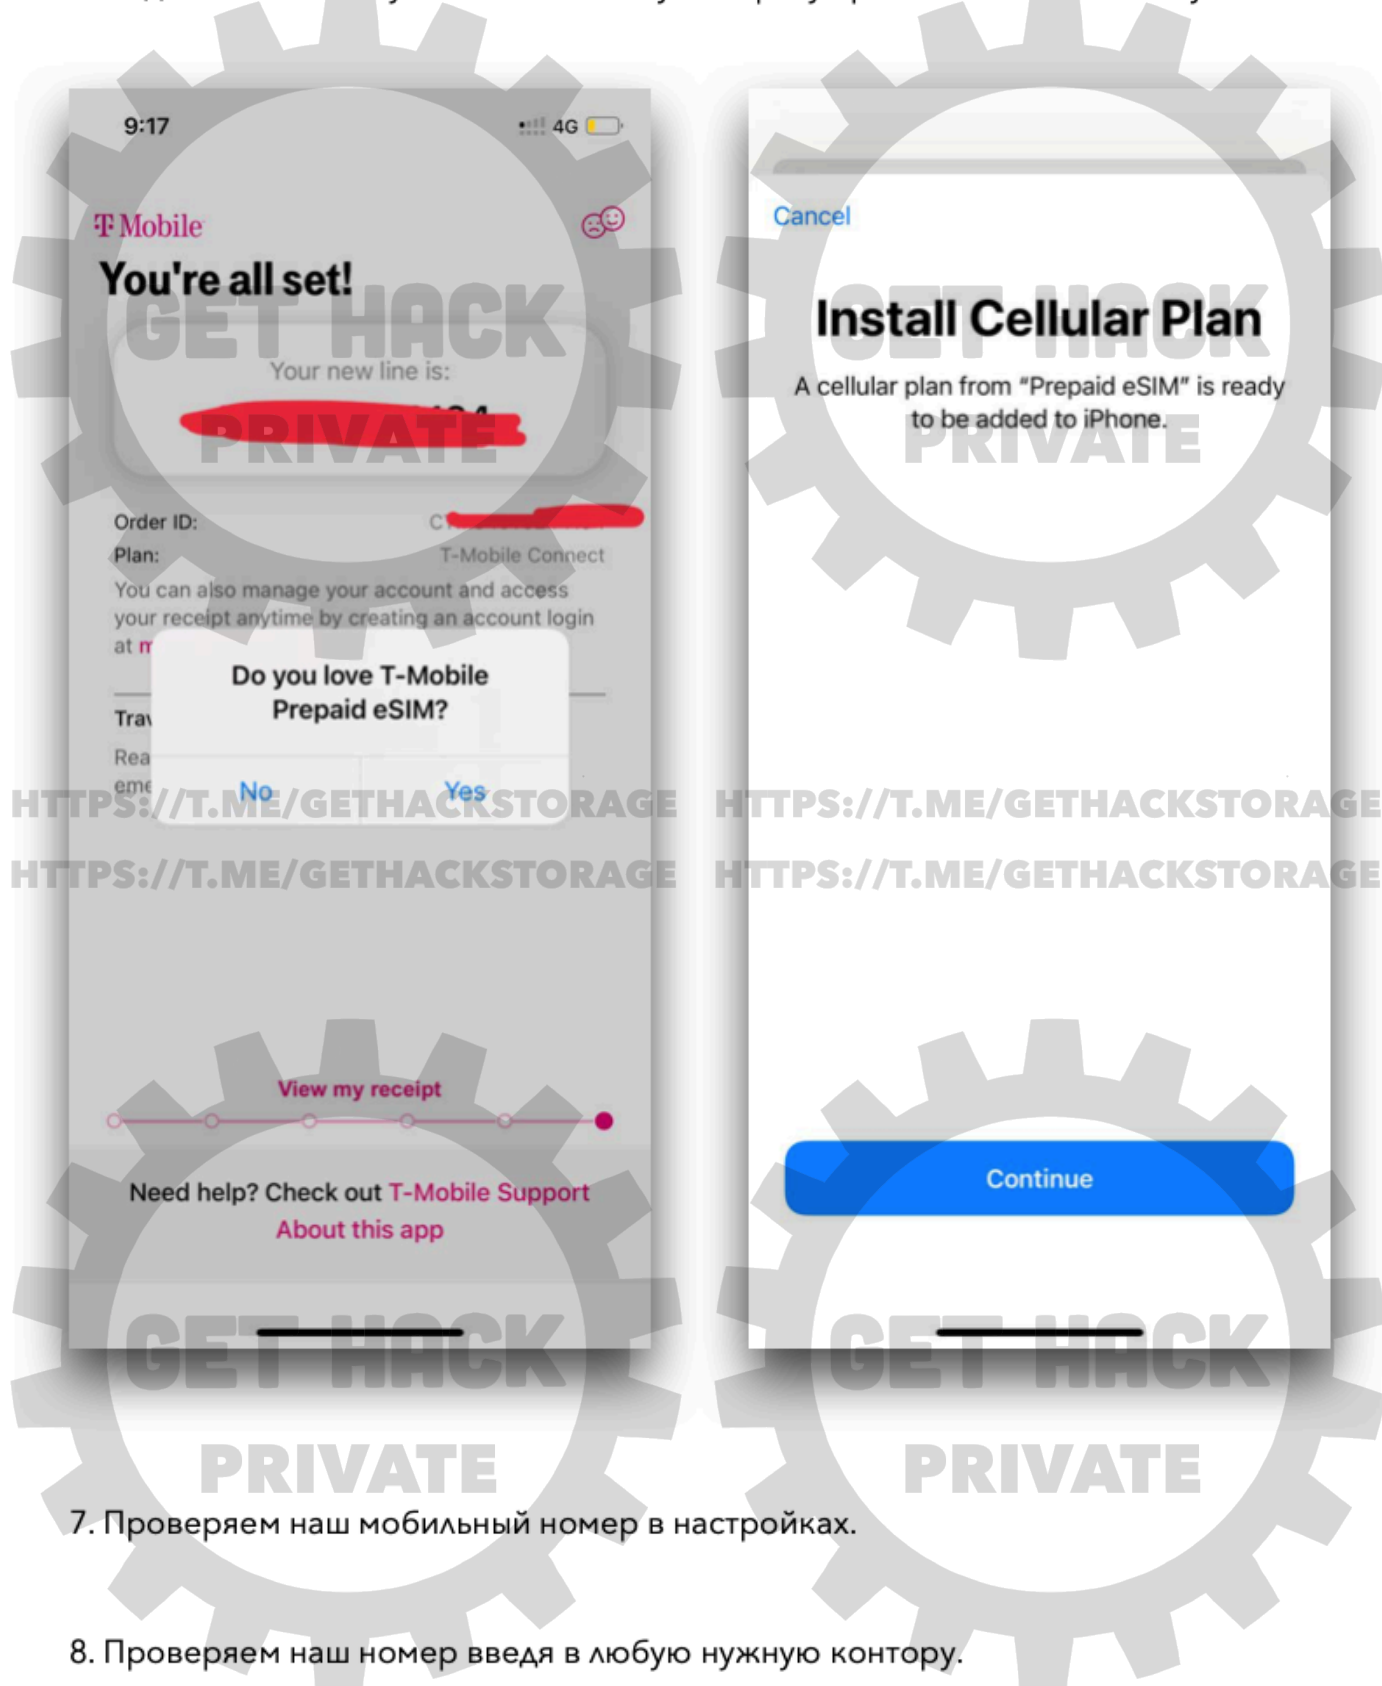 9:17
4G
T Mobile
You're all set!
Your new line is:
Order ID:
Plan: T-Mobile Connect
You can also manage your account and access
your receipt anytime by creating an account login
at
Do you love T-Mobile
Prepaid eSIM?
No Yes
View my receipt
Need help? Check out T-Mobile Support
About this app
Cancel
Install Cellular Plan
A cellular plan from "Prepaid eSIM" is ready
to be added to iPhone.
Continue
GET HACK
PRIVATE
GET HACK
PRIVATE
HTTPS://T.ME/GETHACKSTORAGE
HTTPS://T.ME/GETHACKSTORAGE
HTTPS://T.ME/GETHACKSTORAGE
HTTPS://T.ME/GETHACKSTORAGE
GET HACK
PRIVATE
GET HACK
PRIVATE
7. Проверяем наш мобильный номер в настройках.
8. Проверяем наш номер введя в любую нужную контору.